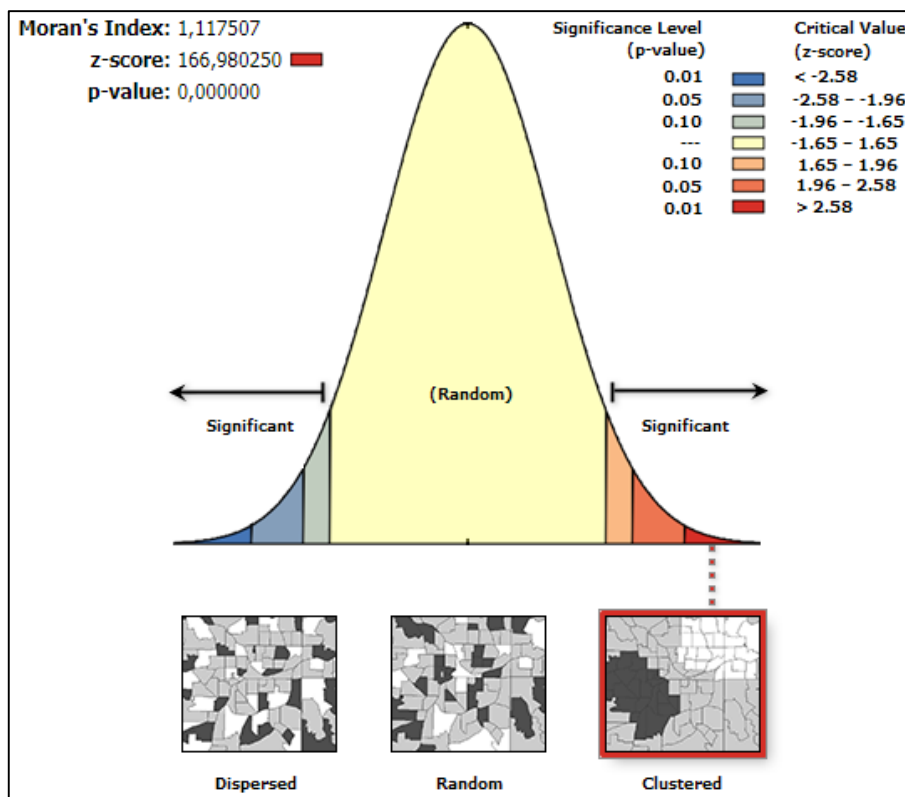 Moran's Index: 1,117507
z-score: 166,980250
p-value: 0,000000
Significance Level
(p-value)
Critical Value
(z-score)
0.01 < -2.58
0.05 -2.58 – -1.96
0.10 -1.96 – -1.65
--- -1.65 – 1.65
0.10 1.65 – 1.96
0.05 1.96 – 2.58
0.01 > 2.58
(Random)
Significant
Significant
Dispersed
Random
Clustered